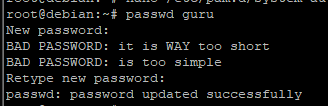 root@debian:~# passwd guru
New password:
BAD PASSWORD: it is WAY too short
BAD PASSWORD: is too simple
Retype new password:
passwd: password updated successfully